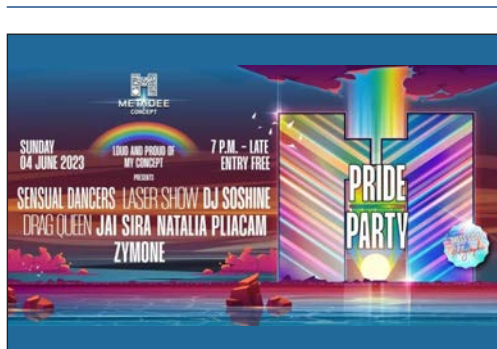 METADEE
CONCEPT
SUNDAY
04 JUNE 2023
LOUD AND PROUD OF
MY CONCEPT
PRESENTS
7 P.M. - LATE
ENTRY FREE
SENSUAL DANCERS LASER SHOW DJ SOSHINE
DRAG QUEEN JAI SIRA NATALIA PLIACAM
ZYMONE
PRIDE
PARTY